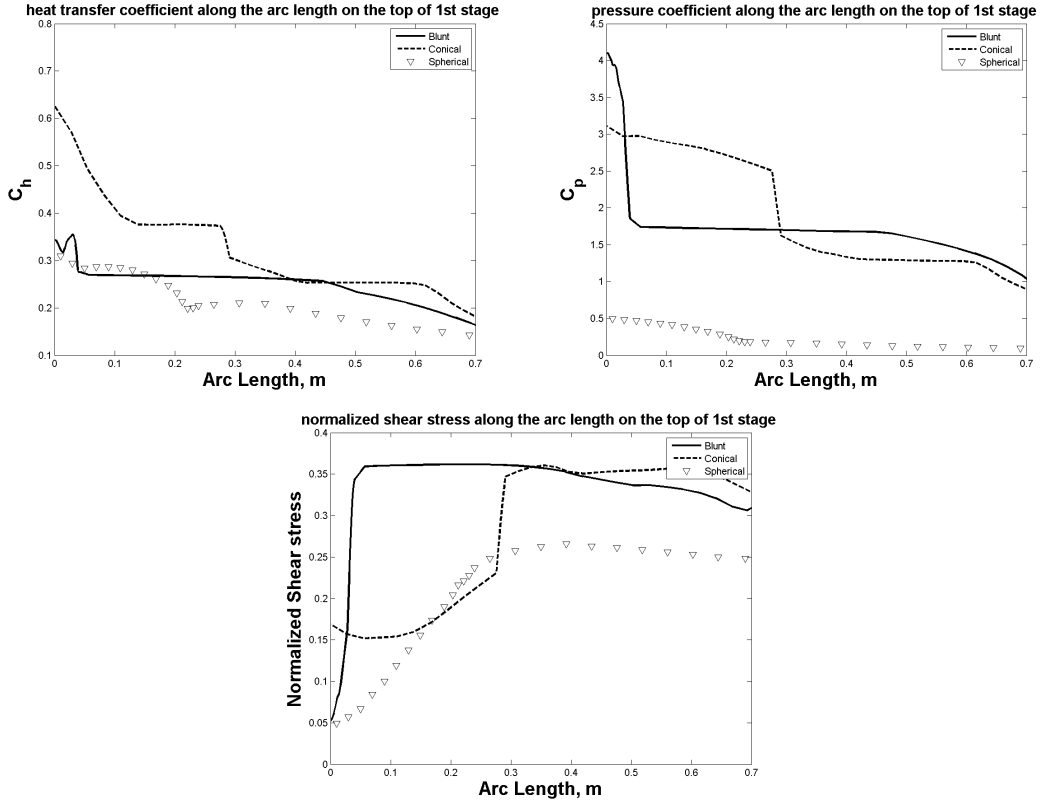 heat transfer coefficient along the arc length on the top of 1st stage
0.8
0.7
0.6
0.5
0.4
0.3
0.2
0.1
C_h
Blunt
Conical
Spherical
0 0.1 0.2 0.3 0.4 0.5 0.6 0.7
Arc Length, m
pressure coefficient along the arc length on the top of 1st stage
4.5
4
3.5
3
2.5
2
1.5
1
0.5
0
C_p
Blunt
Conical
Spherical
0 0.1 0.2 0.3 0.4 0.5 0.6 0.7
Arc Length, m
normalized shear stress along the arc length on the top of 1st stage
0.4
0.35
0.3
0.25
0.2
0.15
0.1
0.05
0
Normalized Shear stress
Blunt
Conical
Spherical
0 0.1 0.2 0.3 0.4 0.5 0.6 0.7
Arc Length, m